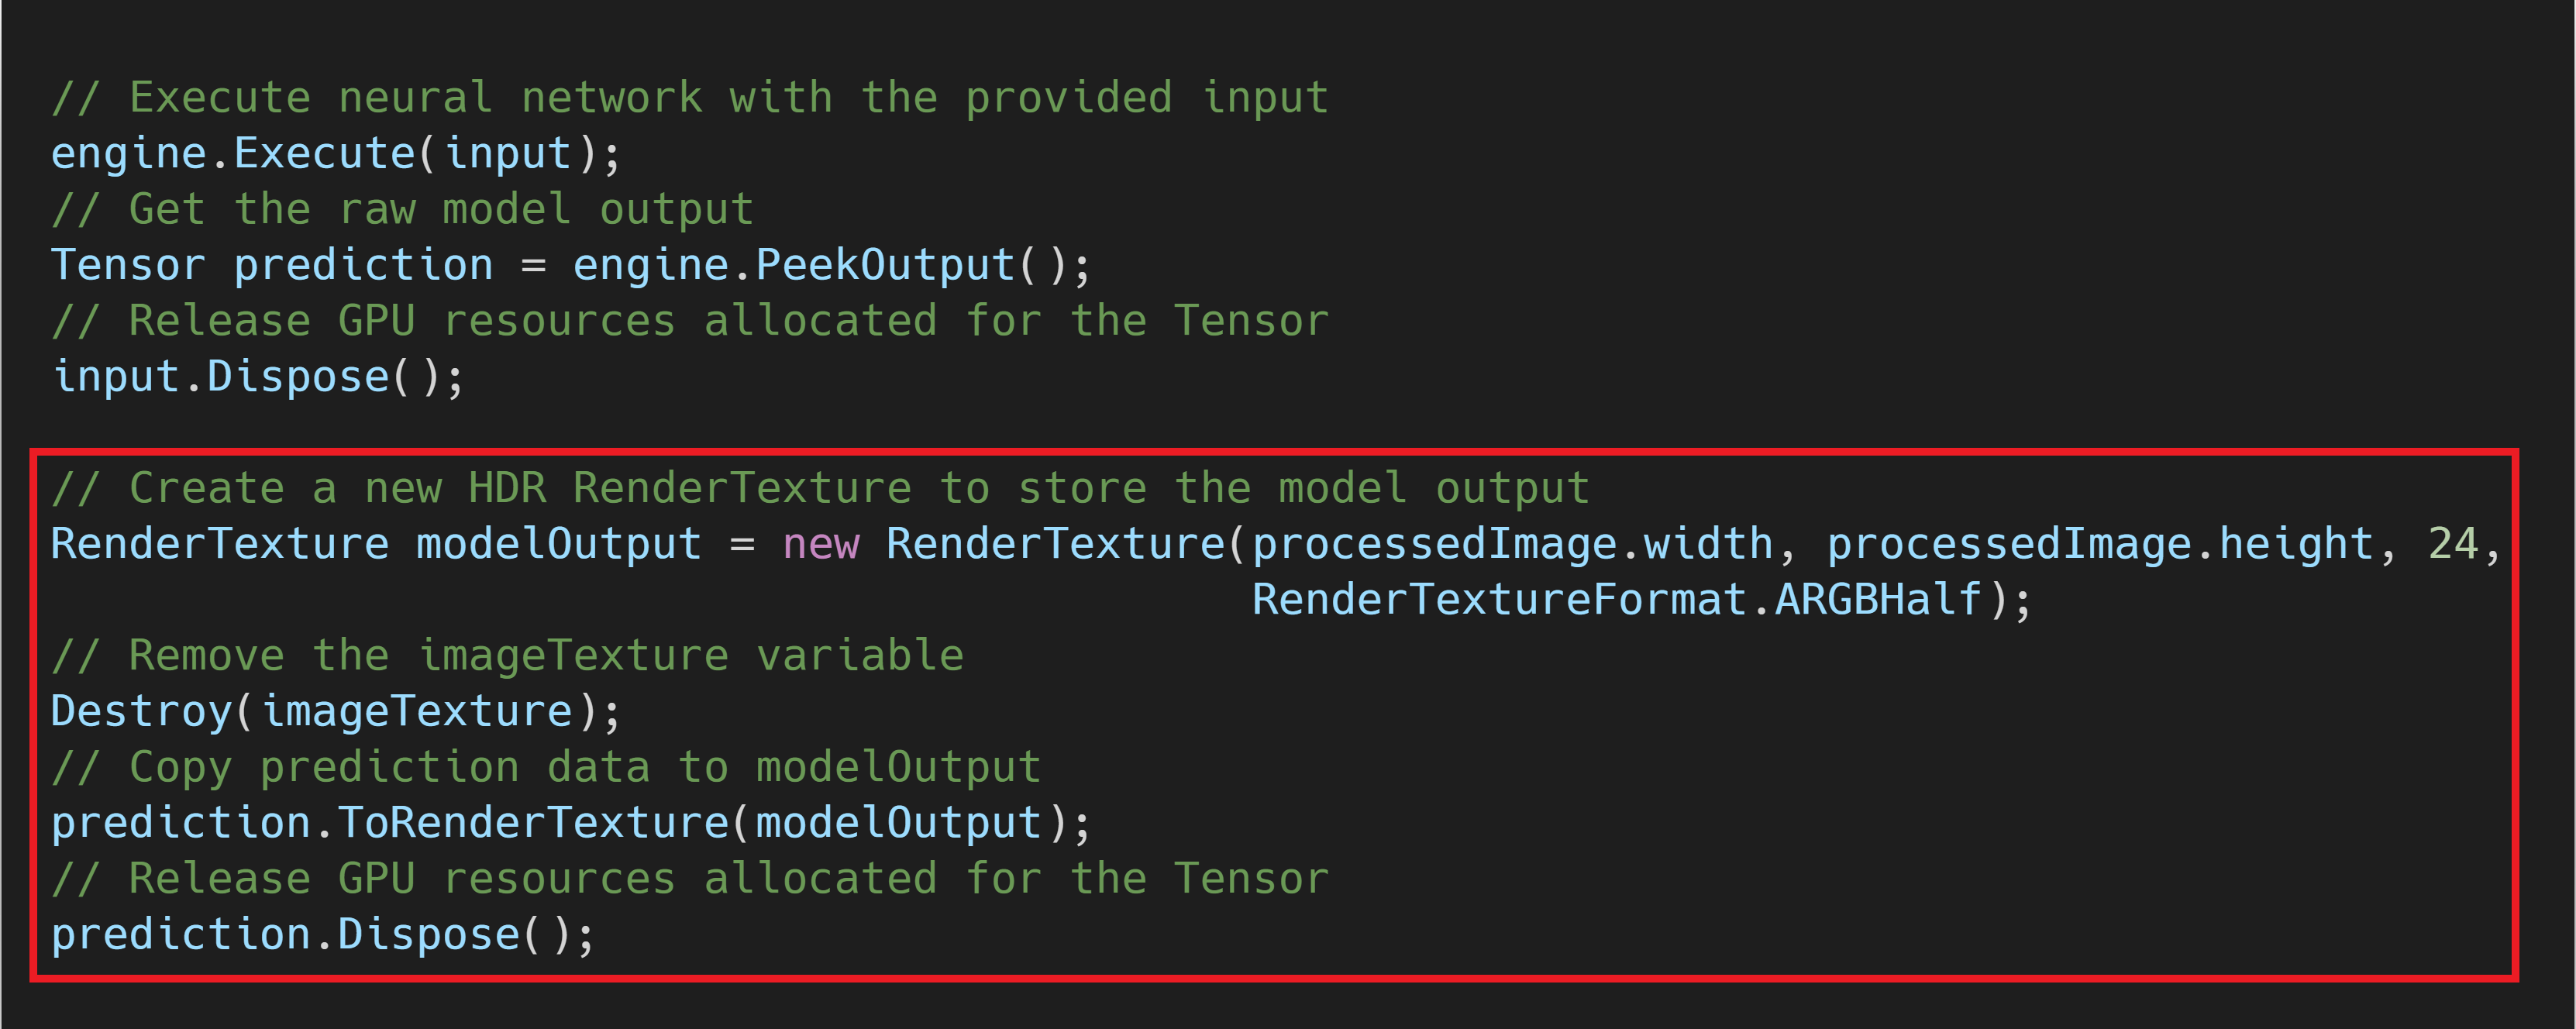 // Execute neural network with the provided input
engine.Execute(input);
// Get the raw model output
Tensor prediction = engine.PeekOutput();
// Release GPU resources allocated for the Tensor
input.Dispose();
// Create a new HDR RenderTexture to store the model output
RenderTexture modelOutput = new RenderTexture(processedImage.width, processedImage.height, 24,
RenderTextureFormat.ARGBHalf);
// Remove the imageTexture variable
Destroy(imageTexture);
// Copy prediction data to modelOutput
prediction.ToRenderTexture(modelOutput);
// Release GPU resources allocated for the Tensor
prediction.Dispose();